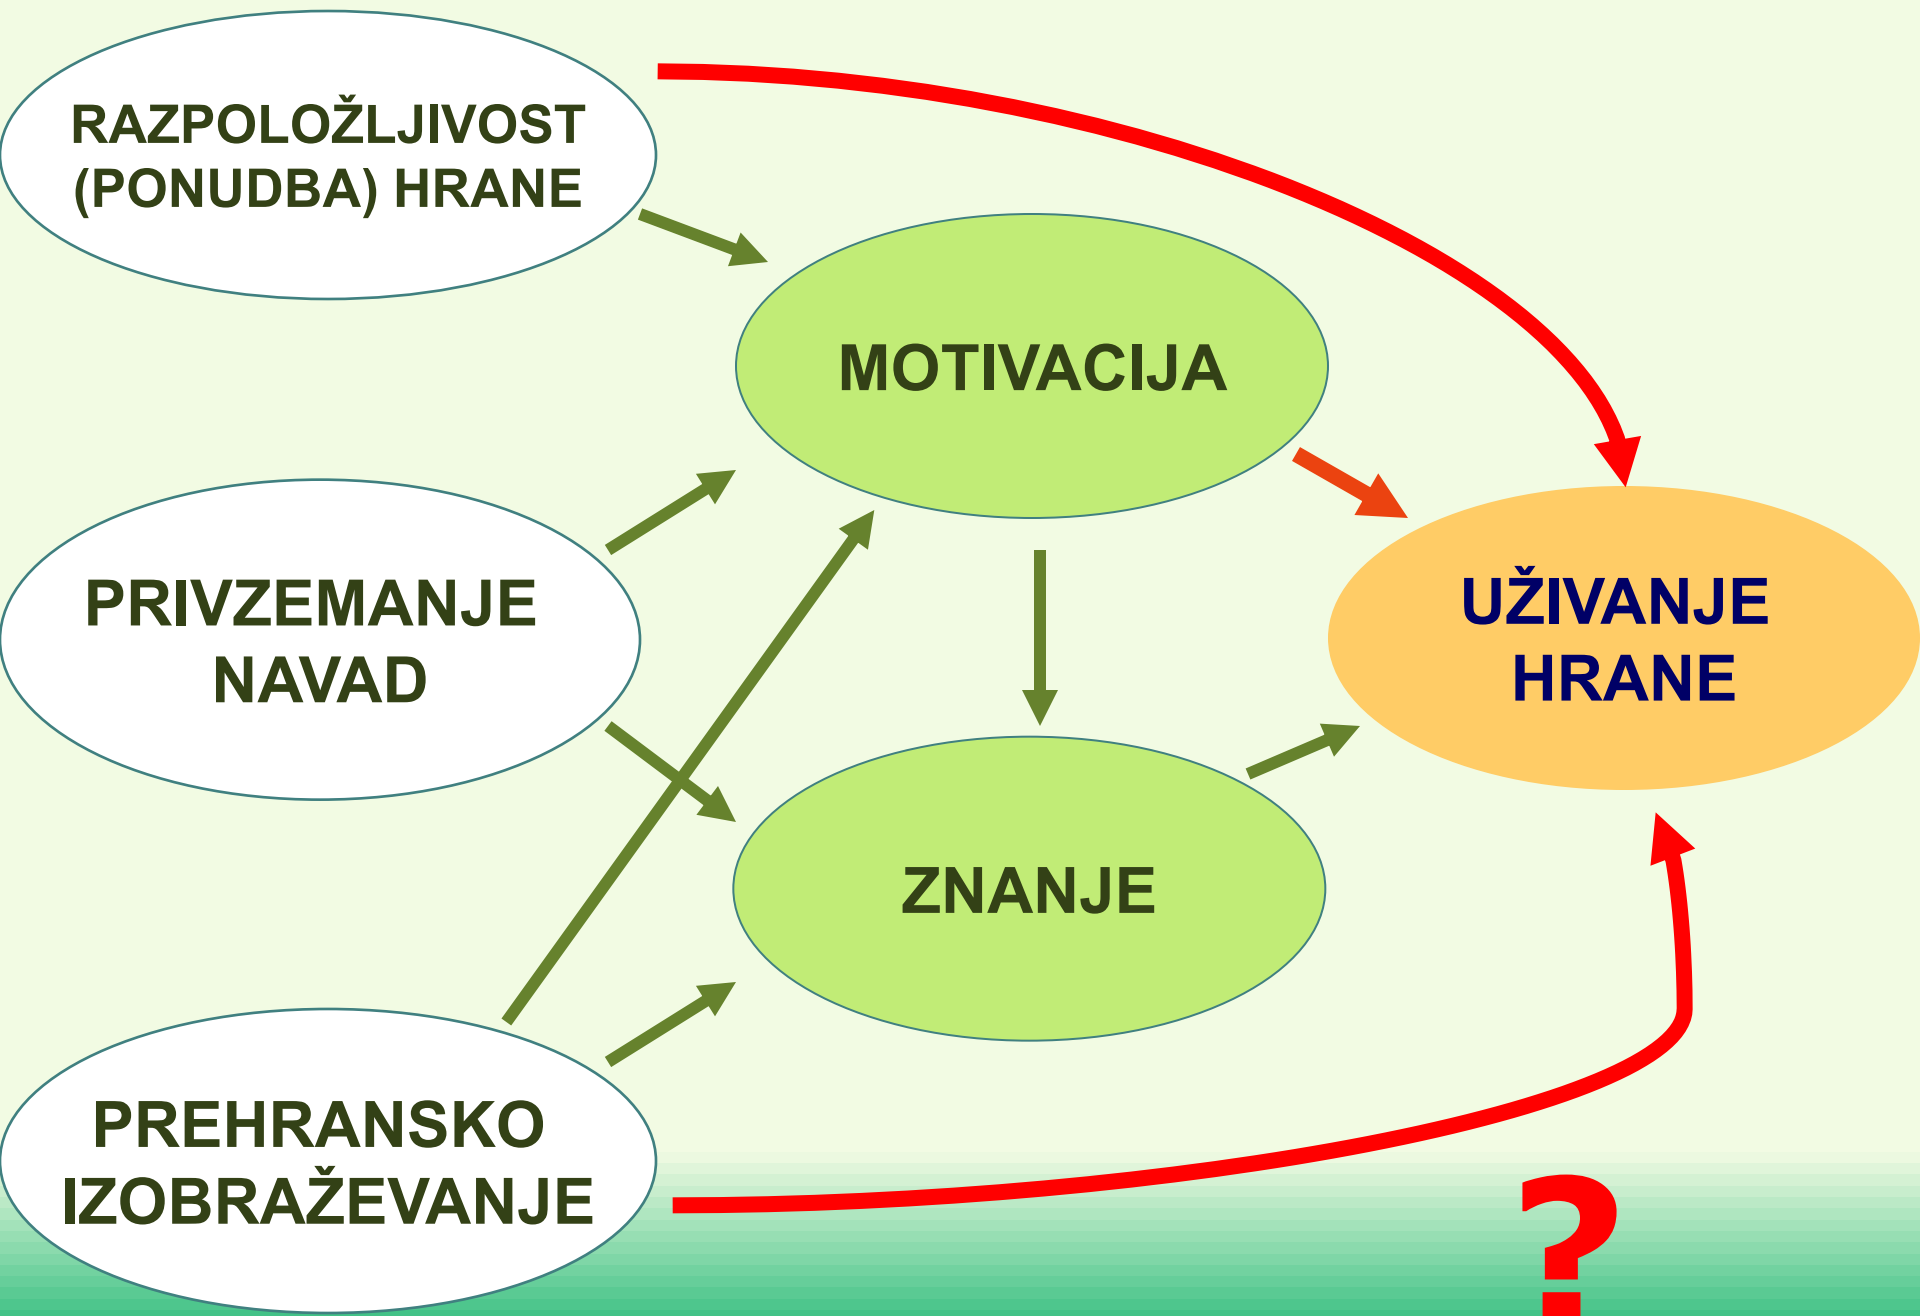 RAZPOLOŽLJIVOST
(PONUDBA) HRANE
MOTIVACIJA
PRIVZEMANJE
NAVAD
UŽIVANJE
HRANE
ZNANJE
PREHRANSKO
IZOBRAŽEVANJE
?